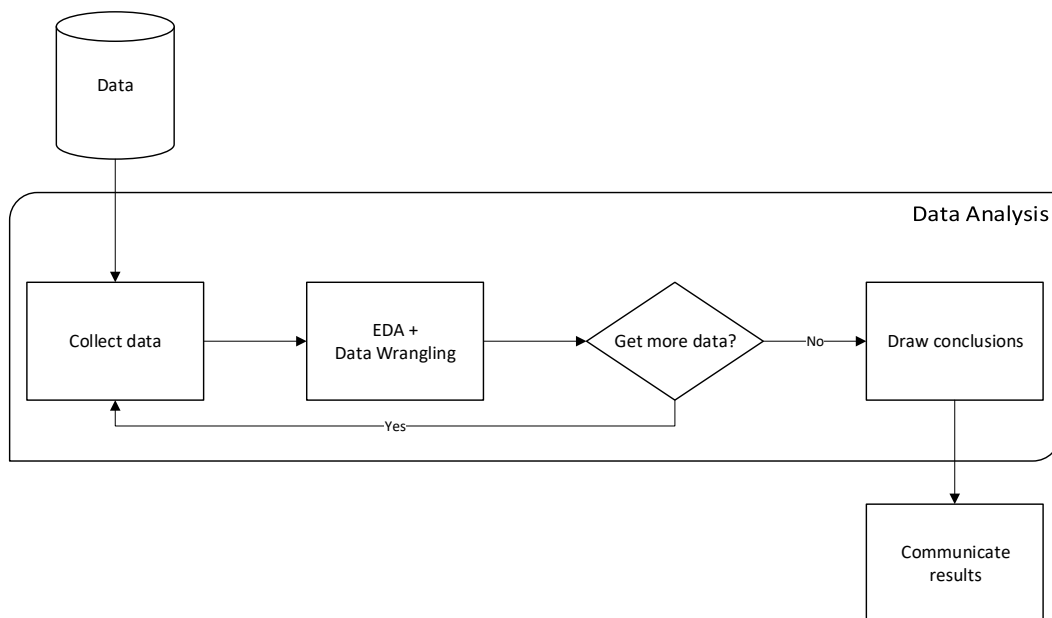 Data
Data Analysis
Collect data
EDA +
Data Wrangling
Get more data?
No
Draw conclusions
Yes
Communicate
results